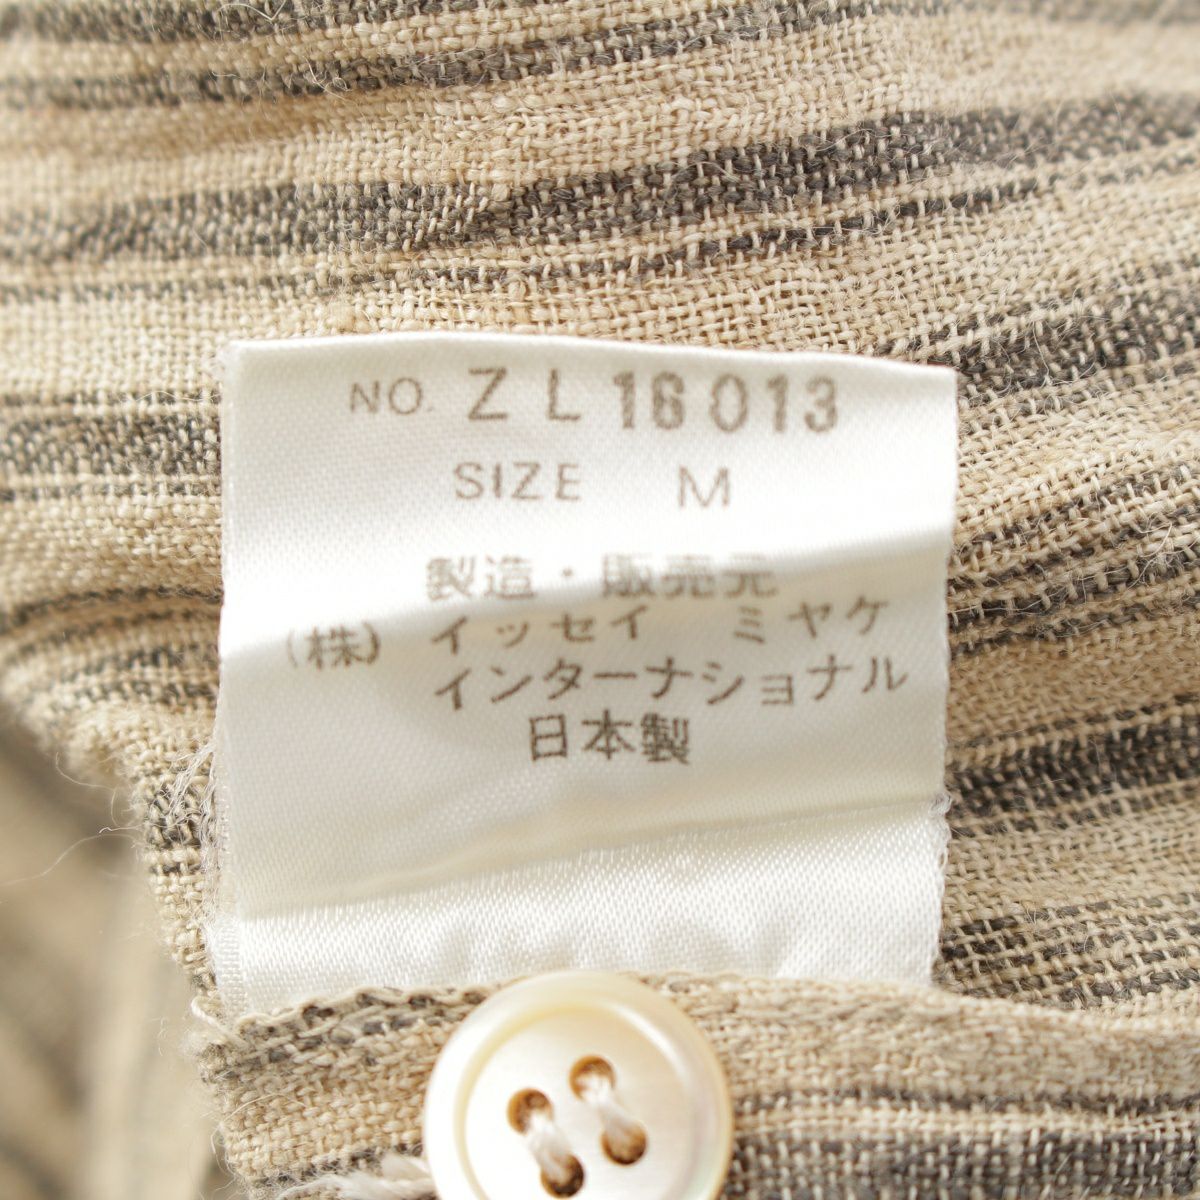 NO. ZL16013
SIZE M
製造・販売元
(株) イッセイ ミヤケ
インターナショナル
日本製